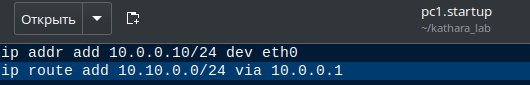 Открыть
pc1.startup
~/kathara_lab
ip addr add 10.0.0.10/24 dev eth0
ip route add 10.10.0.0/24 via 10.0.0.1